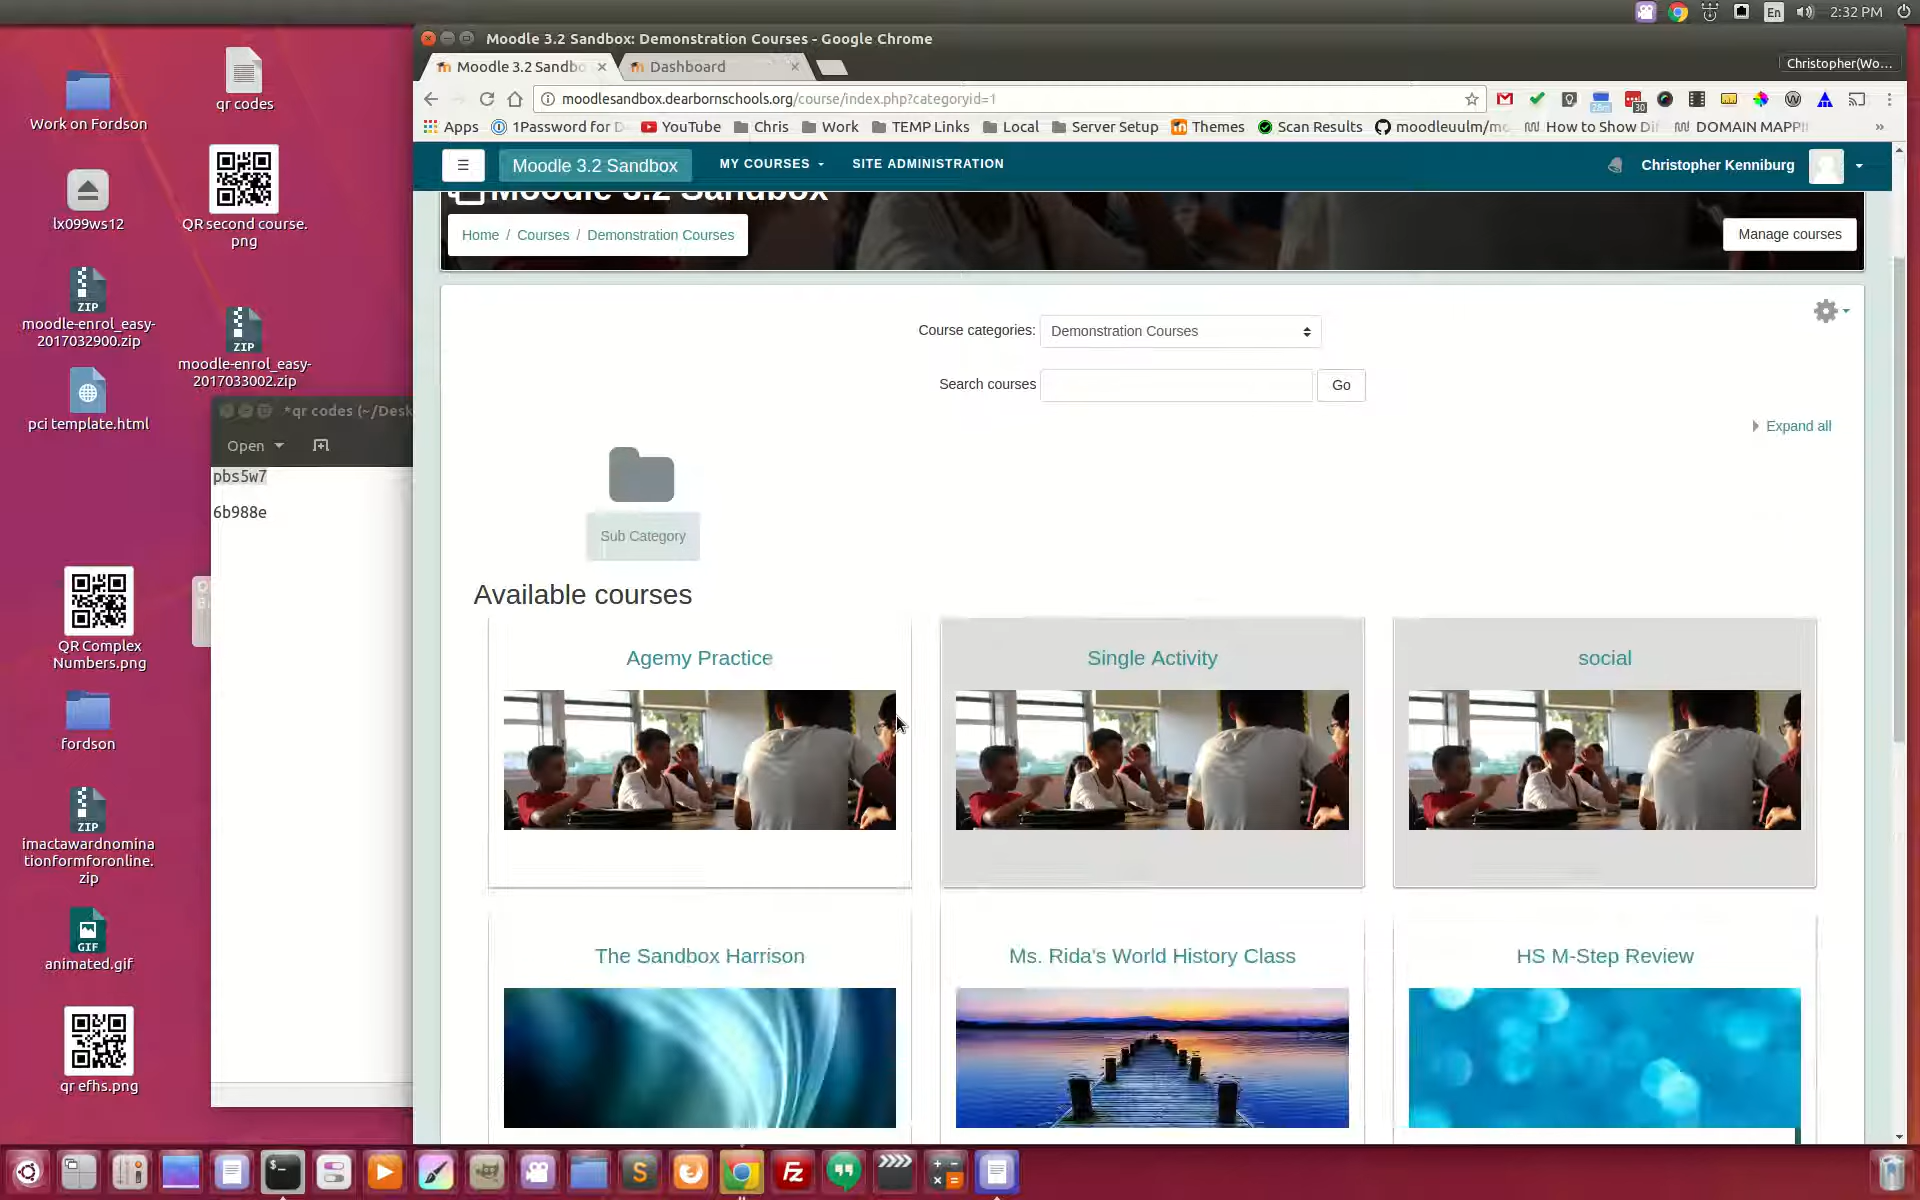 En
2:32 PM
Work on Fordson
qr codes
lx099ws12
QR second course.
png
moodle-enrol_easy-
2017032900.zip
moodle-enrol_easy-
2017033002.zip
pci template.html
QR Complex
Numbers.png
fordson
imactawardnomina
tionformforonline.
zip
animated.gif
qr efhs.png
*qr codes (~/Desk
Open
pbs5w7
6b988e
Moodle 3.2 Sandbox: Demonstration Courses - Google Chrome
Moodle 3.2 Sandbo
Dashboard
Christopher(Wo...
moodlesandbox.dearbornschools.org/course/index.php?categoryid=1
Apps
1Password for D
YouTube
Chris
Work
TEMP Links
Local
Server Setup
Themes
Scan Results
moodleuulm/mo
How to Show Di
DOMAIN MAPPI
Moodle 3.2 Sandbox
MY COURSES
SITE ADMINISTRATION
Christopher Kenniburg
Moodle 3.2 Sandbox
Home / Courses / Demonstration Courses
Manage courses
Course categories: Demonstration Courses
Search courses
Go
Expand all
Sub Category
Available courses
Agemy Practice
Single Activity
social
The Sandbox Harrison
Ms. Rida's World History Class
HS M-Step Review